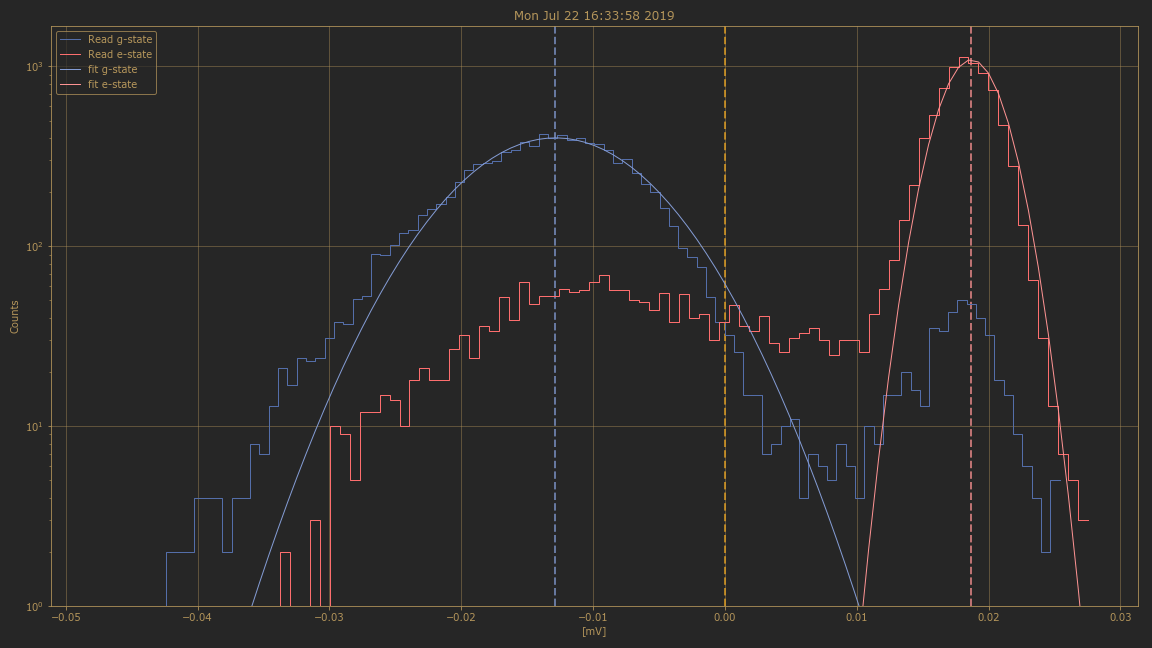 Mon Jul 22 16:33:58 2019
Read g-state
Read e-state
fit g-state
fit e-state
10³
10²
10¹
10⁰
Counts
−0.05 −0.04 −0.03 −0.02 −0.01 0.00 0.01 0.02 0.03
[mV]